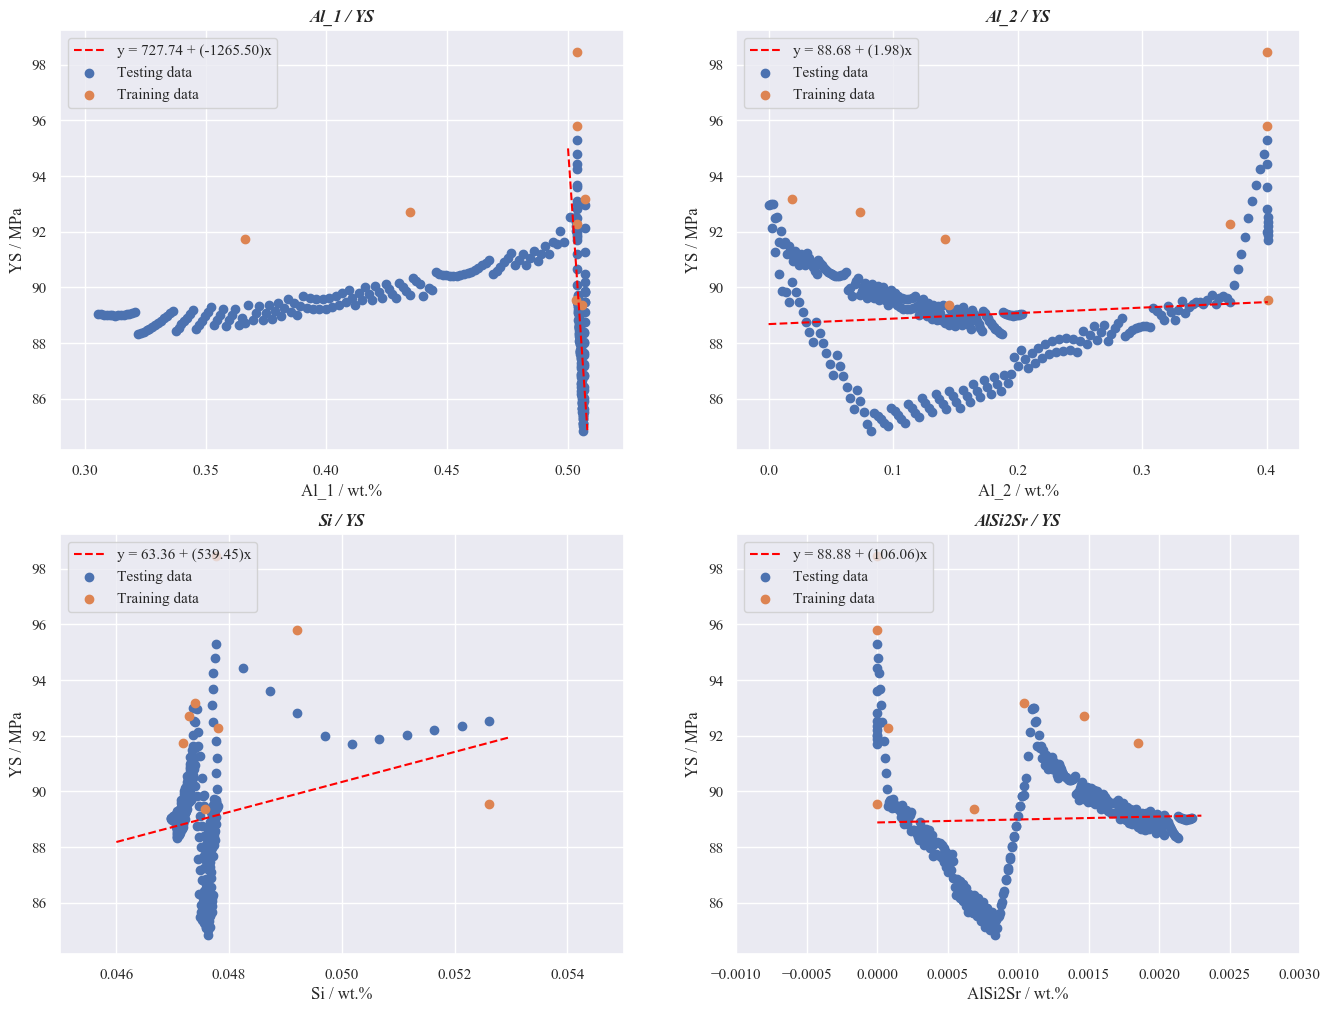 Al_1 / YS
y = 727.74 + (-1265.50)x
Testing data
Training data
98
96
94
92
90
88
86
YS / MPa
0.30 0.35 0.40 0.45 0.50
Al_1 / wt.%
Al_2 / YS
y = 88.68 + (1.98)x
Testing data
Training data
98
96
94
92
90
88
86
YS / MPa
0.0 0.1 0.2 0.3 0.4
Al_2 / wt.%
Si / YS
y = 63.36 + (539.45)x
Testing data
Training data
98
96
94
92
90
88
86
YS / MPa
0.046 0.048 0.050 0.052 0.054
Si / wt.%
AlSi2Sr / YS
y = 88.88 + (106.06)x
Testing data
Training data
98
96
94
92
90
88
86
YS / MPa
−0.0010 −0.0005 0.0000 0.0005 0.0010 0.0015 0.0020 0.0025 0.0030
AlSi2Sr / wt.%